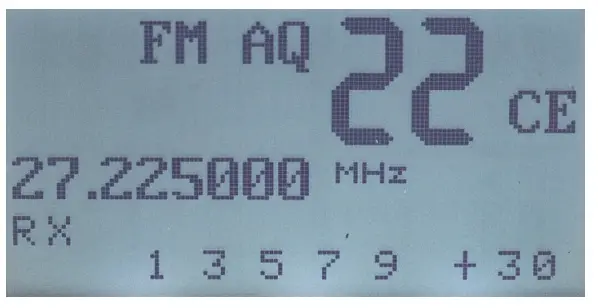 FM AQ 22 CE
27.225000 MHz
RX
1 3 5 7 9 +30